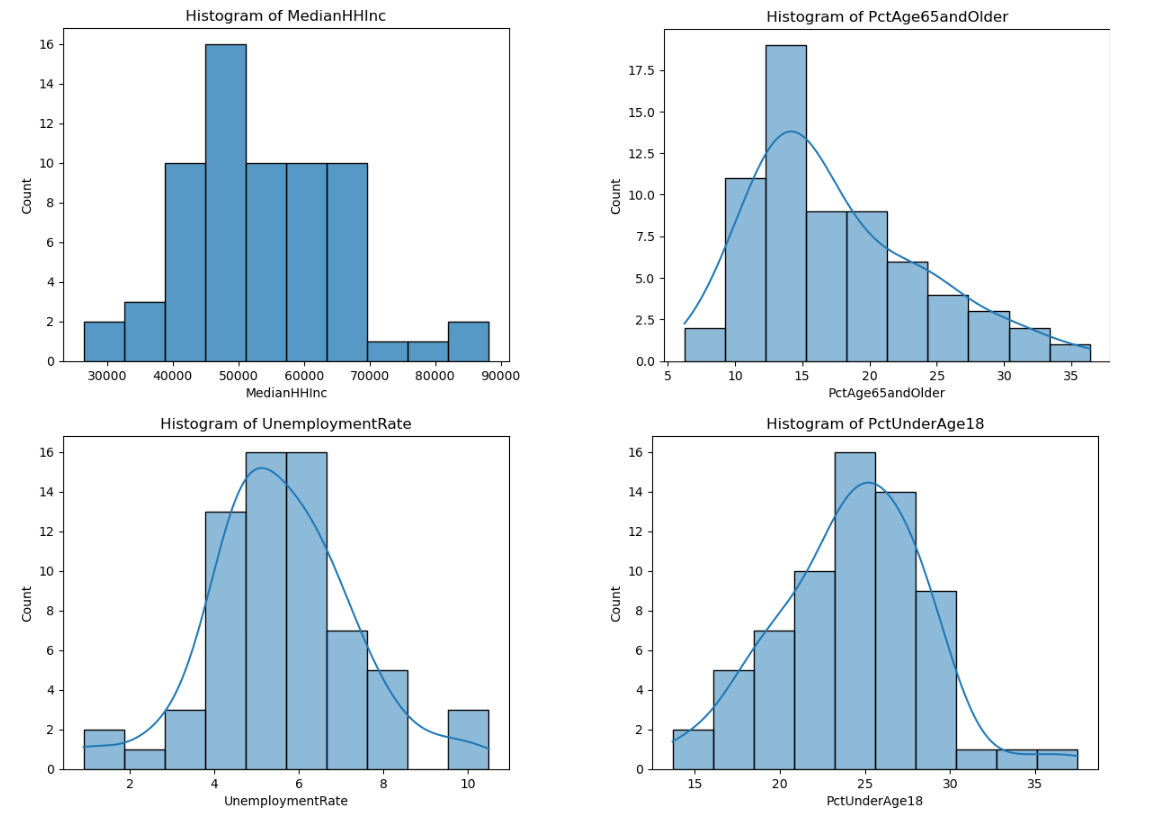 Histogram of MedianHHInc
16
14
12
10
8
6
4
2
0
Count
30000 40000 50000 60000 70000 80000 90000
MedianHHInc
Histogram of PctAge65andOlder
17.5
15.0
12.5
10.0
7.5
5.0
2.5
0.0
Count
5 10 15 20 25 30 35
PctAge65andOlder
Histogram of UnemploymentRate
16
14
12
10
8
6
4
2
0
Count
2 4 6 8 10
UnemploymentRate
Histogram of PctUnderAge18
16
14
12
10
8
6
4
2
0
Count
15 20 25 30 35
PctUnderAge18